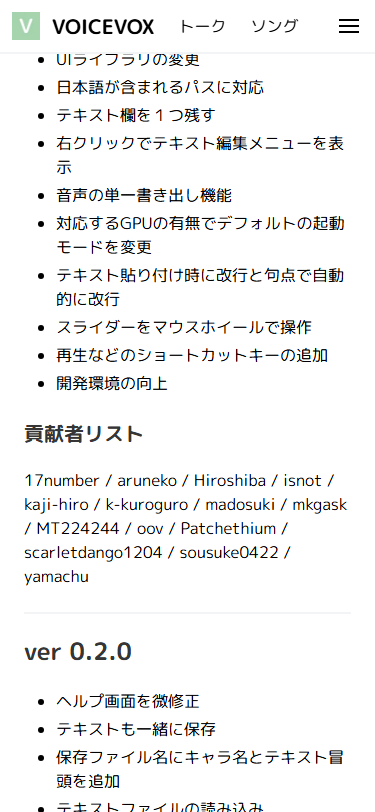 V VOICEVOX トーク ソング
UIライブラリの変更
日本語が含まれるパスに対応
テキスト欄を１つ残す
右クリックでテキスト編集メニューを表
示
音声の単一書き出し機能
対応するGPUの有無でデフォルトの起動
モードを変更
テキスト貼り付け時に改行と句点で自動
的に改行
スライダーをマウスホイールで操作
再生などのショートカットキーの追加
開発環境の向上
貢献者リスト
17number / aruneko / Hiroshiba / isnot /
kaji-hiro / k-kuroguro / madosuki / mkgask
/ MT224244 / oov / Patchethium /
scarletdango1204 / sousuke0422 /
yamachu
ver 0.2.0
ヘルプ画面を微修正
テキストも一緒に保存
保存ファイル名にキャラ名とテキスト冒
頭を追加
テキストファイルの読み込み